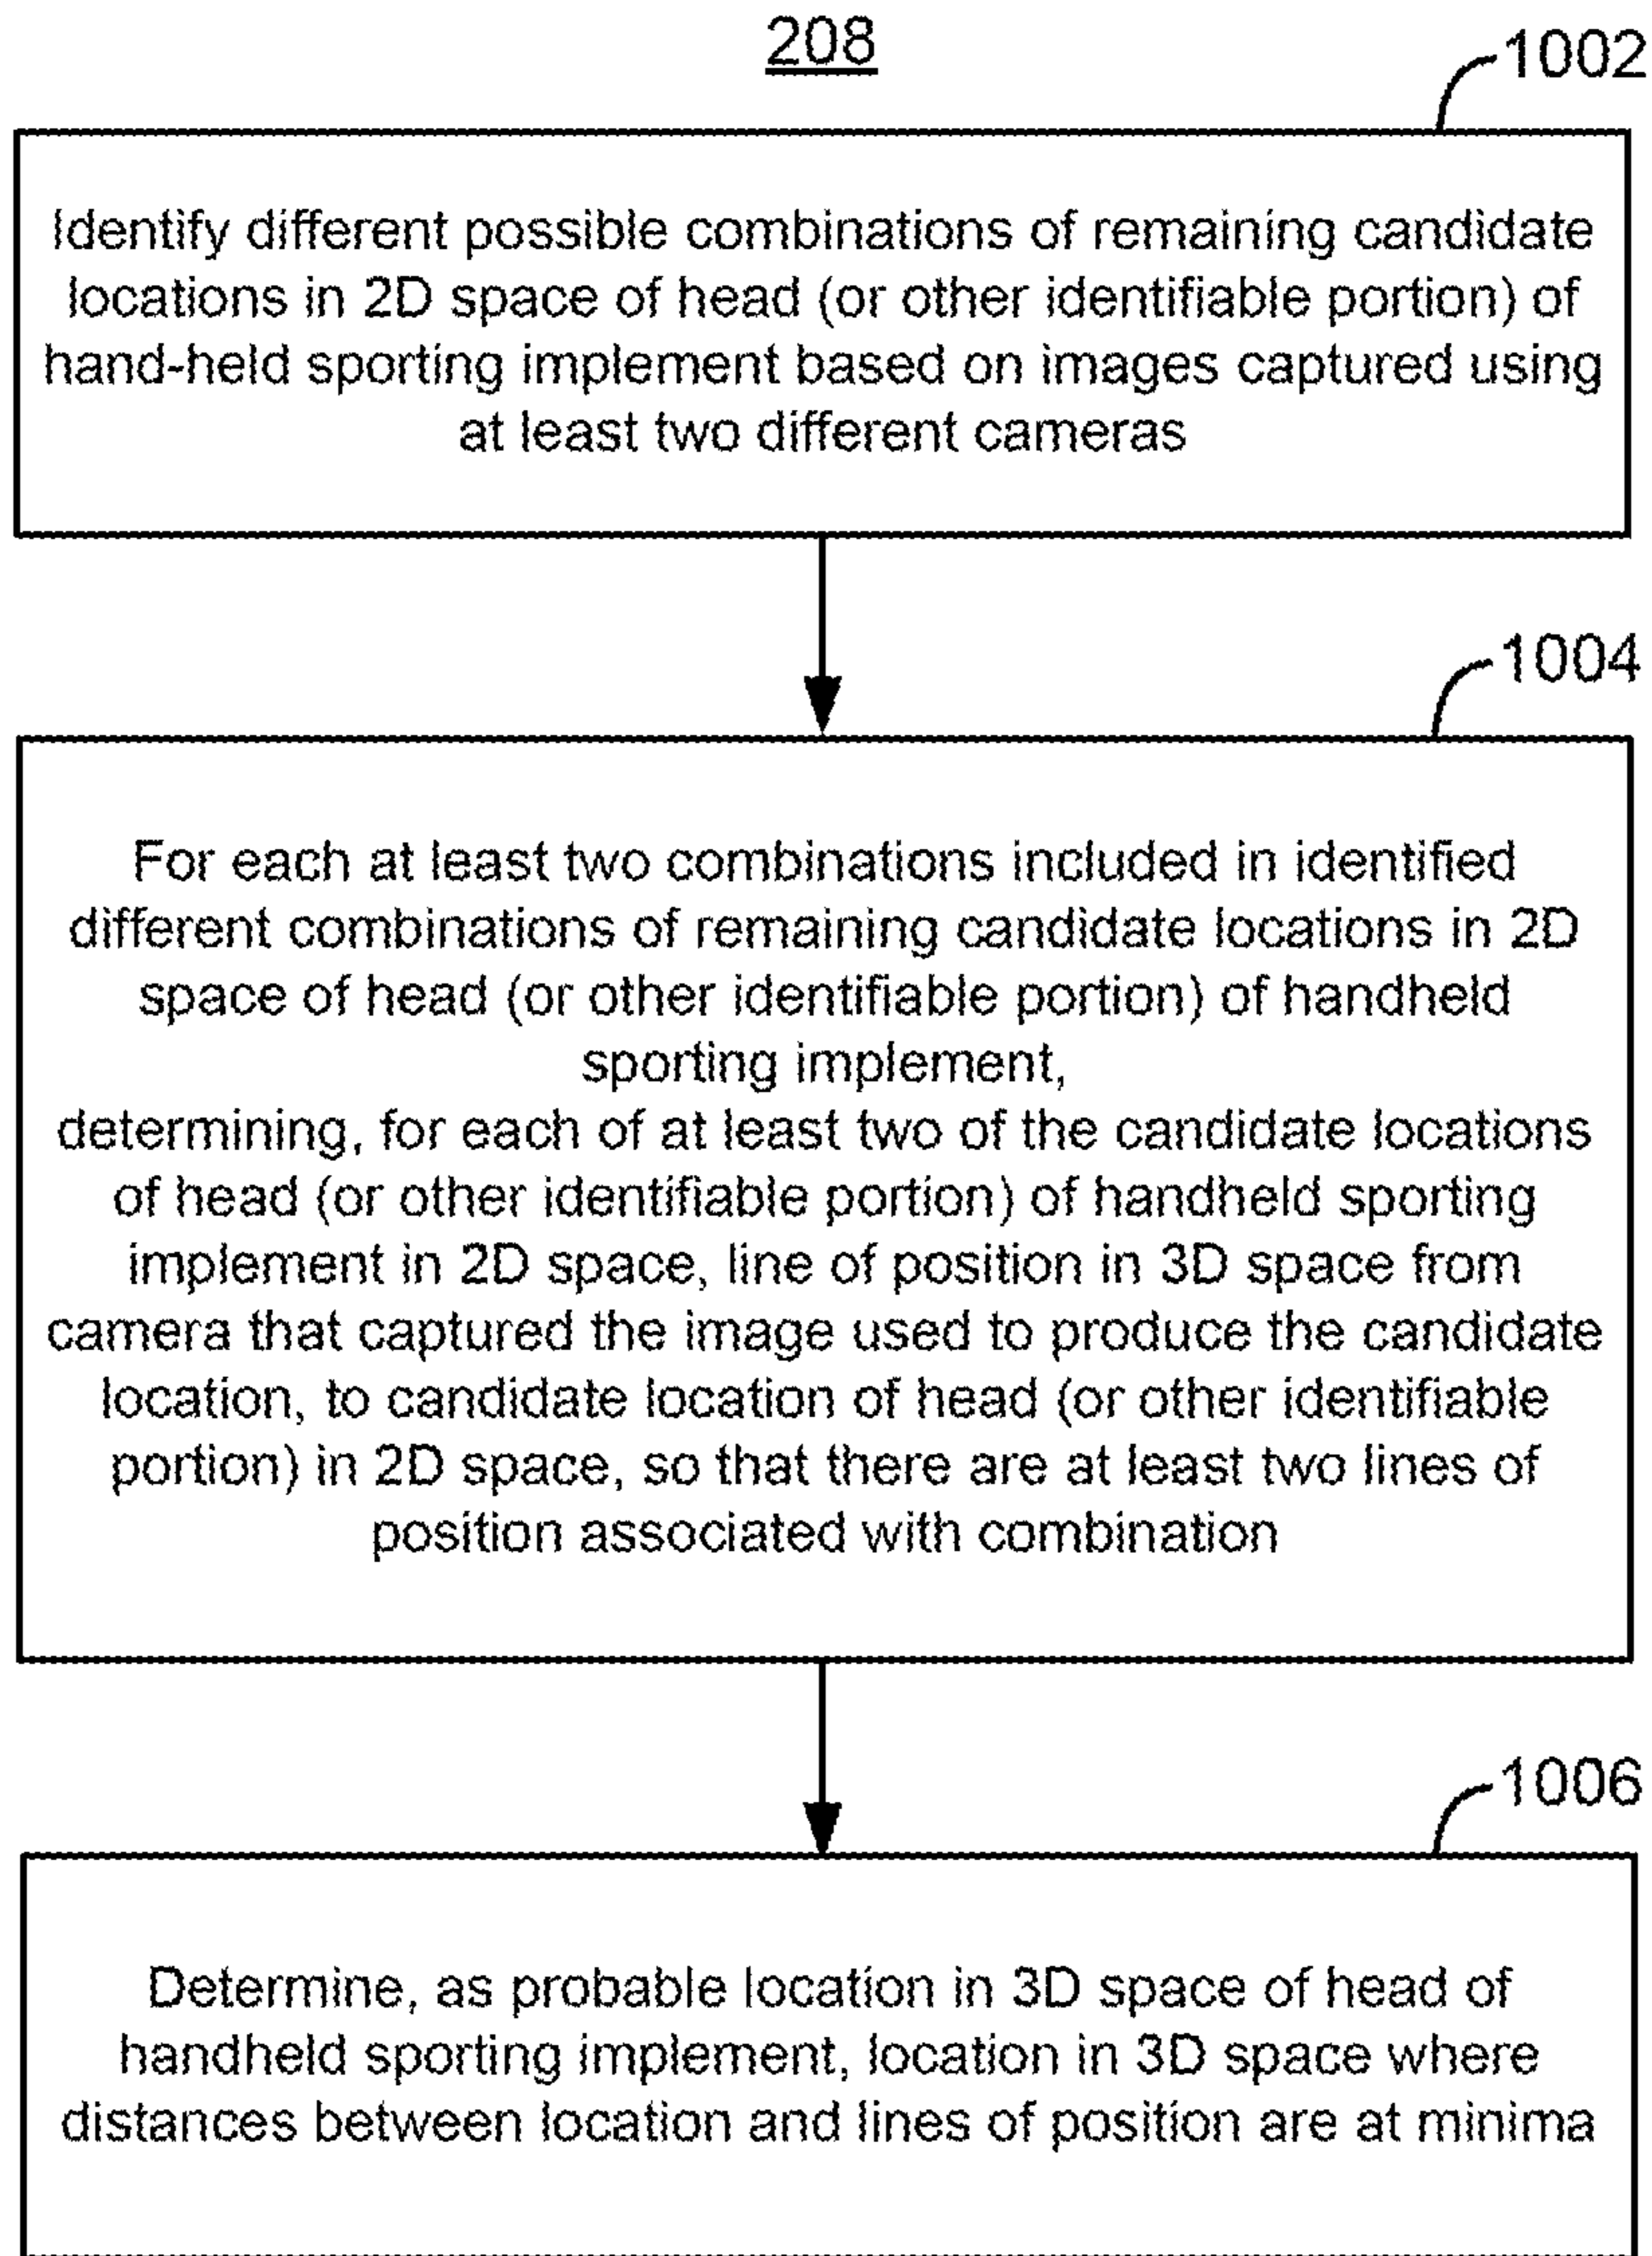 208
1002
Identify different possible combinations of remaining candidate
locations in 2D space of head (or other identifiable portion) of
hand-held sporting implement based on images captured using
at least two different cameras
1004
For each at least two combinations included in identified
different combinations of remaining candidate locations in 2D
space of head (or other identifiable portion) of handheld
sporting implement,
determining, for each of at least two of the candidate locations
of head (or other identifiable portion) of handheld sporting
implement in 2D space, line of position in 3D space from
camera that captured the image used to produce the candidate
location, to candidate location of head (or other identifiable
portion) in 2D space, so that there are at least two lines of
position associated with combination
1006
Determine, as probable location in 3D space of head of
handheld sporting implement, location in 3D space where
distances between location and lines of position are at minima